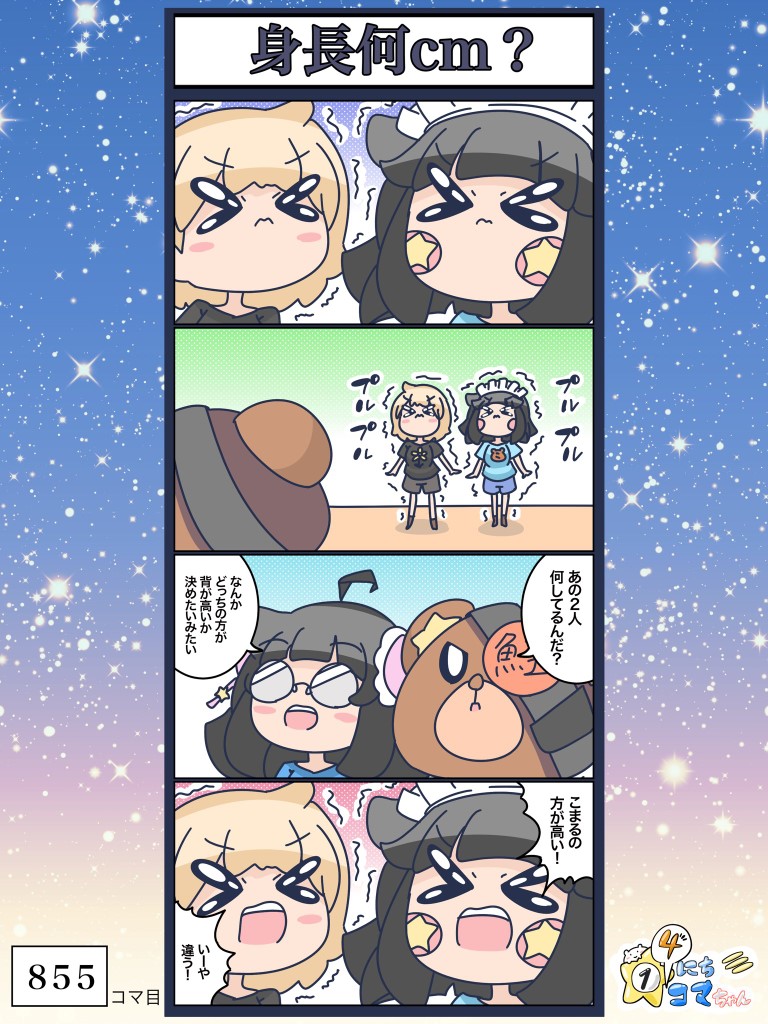 身長何cm？
プルプル
プルプル
あの２人
何してるんだ？
なんか
どっちの方が
背が高いか
決めたいみたい
鮭
こまるの
方が高い！
いーや
違う！
855
コマ目
4
1
にち
コマ
ちゃん